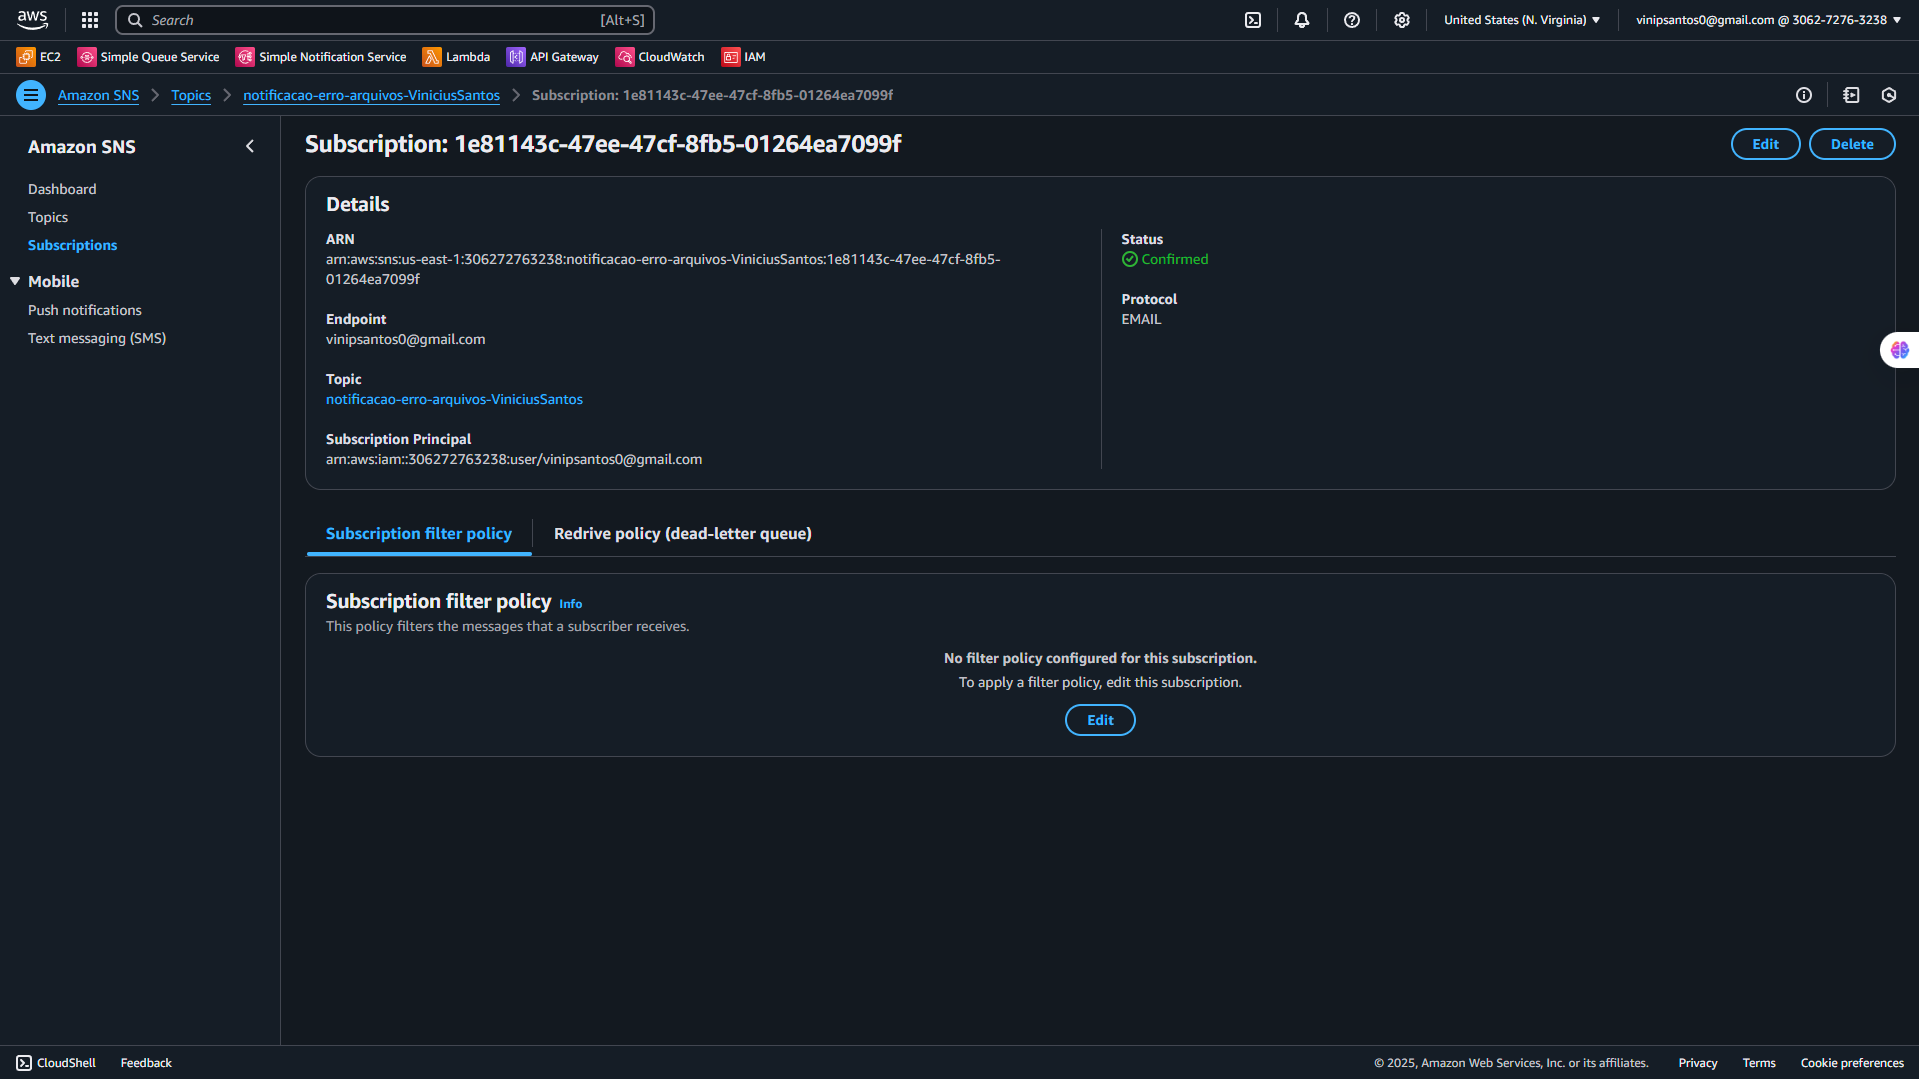 aws
Search [Alt+S]
United States (N. Virginia)
vinipsantos0@gmail.com @ 3062-7276-3238
EC2
Simple Queue Service
Simple Notification Service
Lambda
API Gateway
CloudWatch
IAM
Amazon SNS
Topics
notificacao-erro-arquivos-ViniciusSantos
Subscription: 1e81143c-47ee-47cf-8fb5-01264ea7099f
Amazon SNS
Dashboard
Topics
Subscriptions
Mobile
Push notifications
Text messaging (SMS)
Subscription: 1e81143c-47ee-47cf-8fb5-01264ea7099f
Edit
Delete
Details
ARN
arn:aws:sns:us-east-1:306272763238:notificacao-erro-arquivos-ViniciusSantos:1e81143c-47ee-47cf-8fb5-
01264ea7099f
Endpoint
vinipsantos0@gmail.com
Topic
notificacao-erro-arquivos-ViniciusSantos
Subscription Principal
arn:aws:iam::306272763238:user/vinipsantos0@gmail.com
Status
Confirmed
Protocol
EMAIL
Subscription filter policy
Redrive policy (dead-letter queue)
Subscription filter policy Info
This policy filters the messages that a subscriber receives.
No filter policy configured for this subscription.
To apply a filter policy, edit this subscription.
Edit
CloudShell
Feedback
© 2025, Amazon Web Services, Inc. or its affiliates.
Privacy
Terms
Cookie preferences